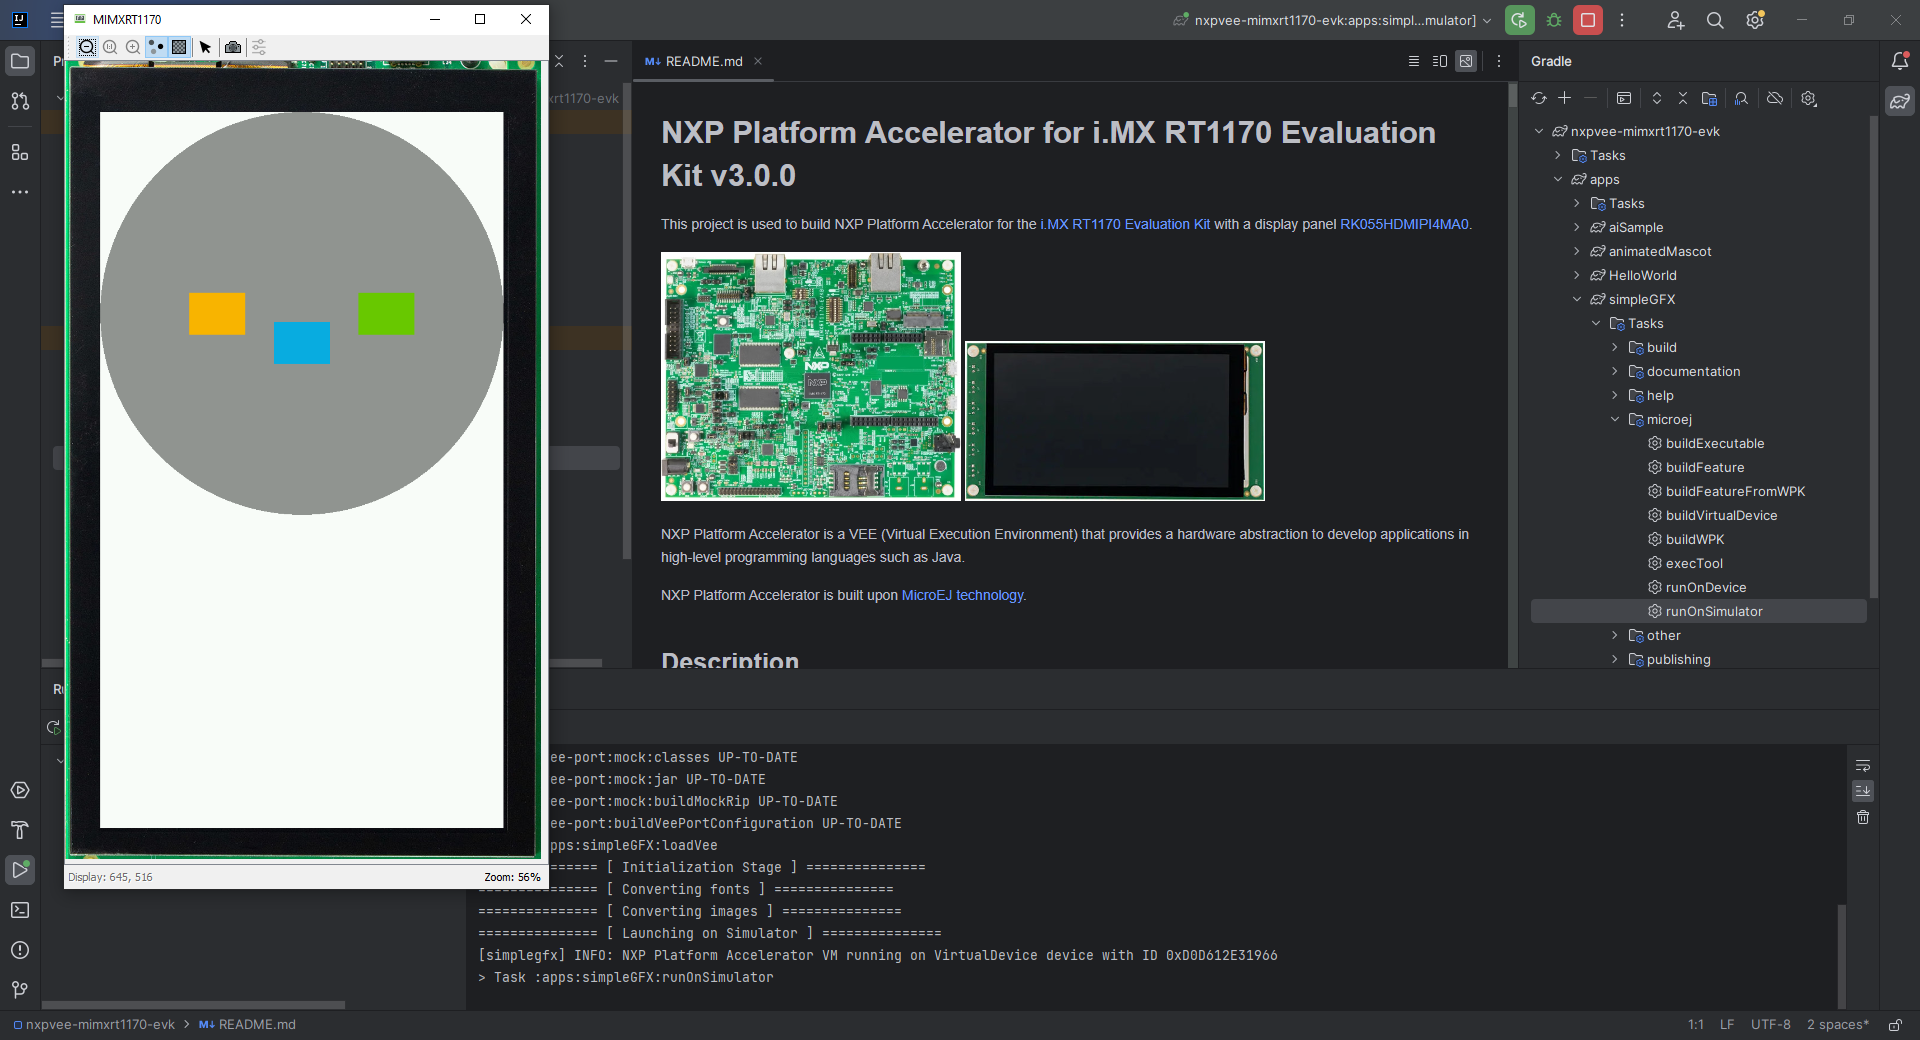 MIMXRT1170
nxpvee-mimxrt1170-evk:apps:simpl...mulator]
README.md
Gradle
xrt1170-evk
NXP Platform Accelerator for i.MX RT1170 Evaluation
Kit v3.0.0
This project is used to build NXP Platform Accelerator for the i.MX RT1170 Evaluation Kit with a display panel RK055HDMIPI4MA0.
NXP
NXP Platform Accelerator is a VEE (Virtual Execution Environment) that provides a hardware abstraction to develop applications in
high-level programming languages such as Java.
NXP Platform Accelerator is built upon MicroEJ technology.
Description
nxpvee-mimxrt1170-evk
Tasks
apps
Tasks
aiSample
animatedMascot
HelloWorld
simpleGFX
Tasks
build
documentation
help
microej
buildExecutable
buildFeature
buildFeatureFromWPK
buildVirtualDevice
buildWPK
execTool
runOnDevice
runOnSimulator
other
publishing
Display: 645, 516
Zoom: 56%
ee-port:mock:classes UP-TO-DATE
ee-port:mock:jar UP-TO-DATE
ee-port:mock:buildMockRip UP-TO-DATE
ee-port:buildVeePortConfiguration UP-TO-DATE
pps:simpleGFX:loadVee
====== [ Initialization Stage ] ===============
=============== [ Converting fonts ] ===============
=============== [ Converting images ] ===============
=============== [ Launching on Simulator ] ===============
[simplegfx] INFO: NXP Platform Accelerator VM running on VirtualDevice device with ID 0xD0D612E31966
> Task :apps:simpleGFX:runOnSimulator
nxpvee-mimxrt1170-evk > README.md
1:1 LF UTF-8 2 spaces*